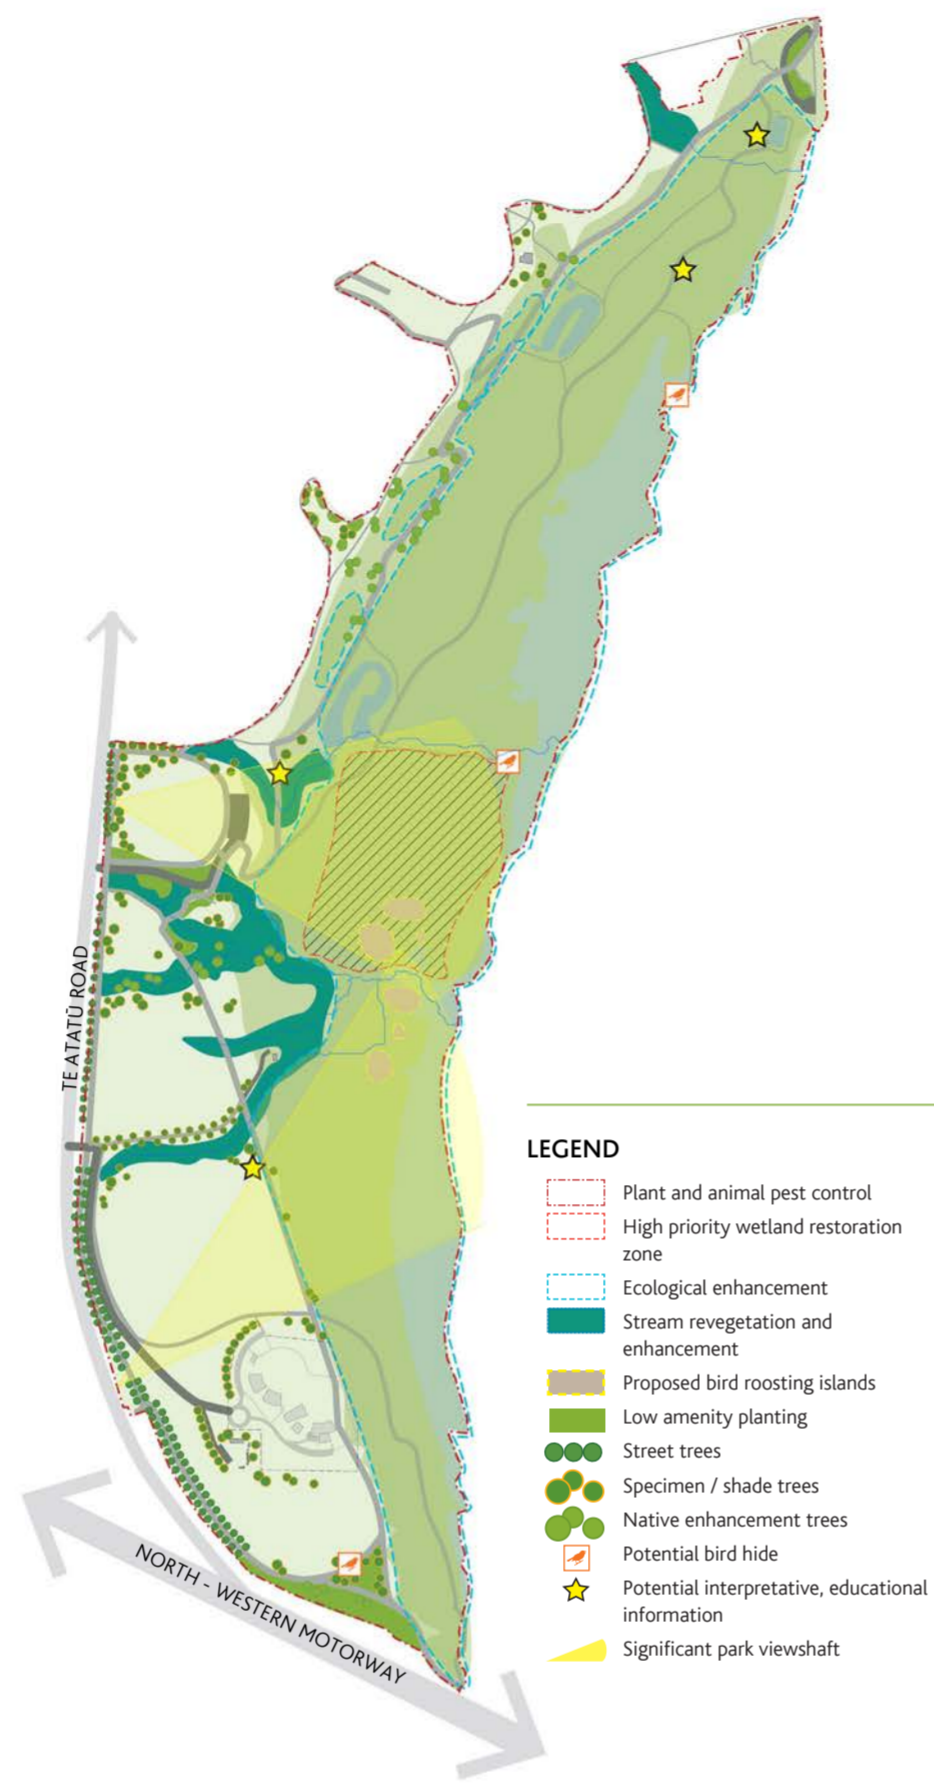 TE ATATŪ ROAD
NORTH - WESTERN MOTORWAY
LEGEND
Plant and animal pest control
High priority wetland restoration
zone
Ecological enhancement
Stream revegetation and
enhancement
Proposed bird roosting islands
Low amenity planting
Street trees
Specimen / shade trees
Native enhancement trees
Potential bird hide
Potential interpretative, educational
information
Significant park viewshaft